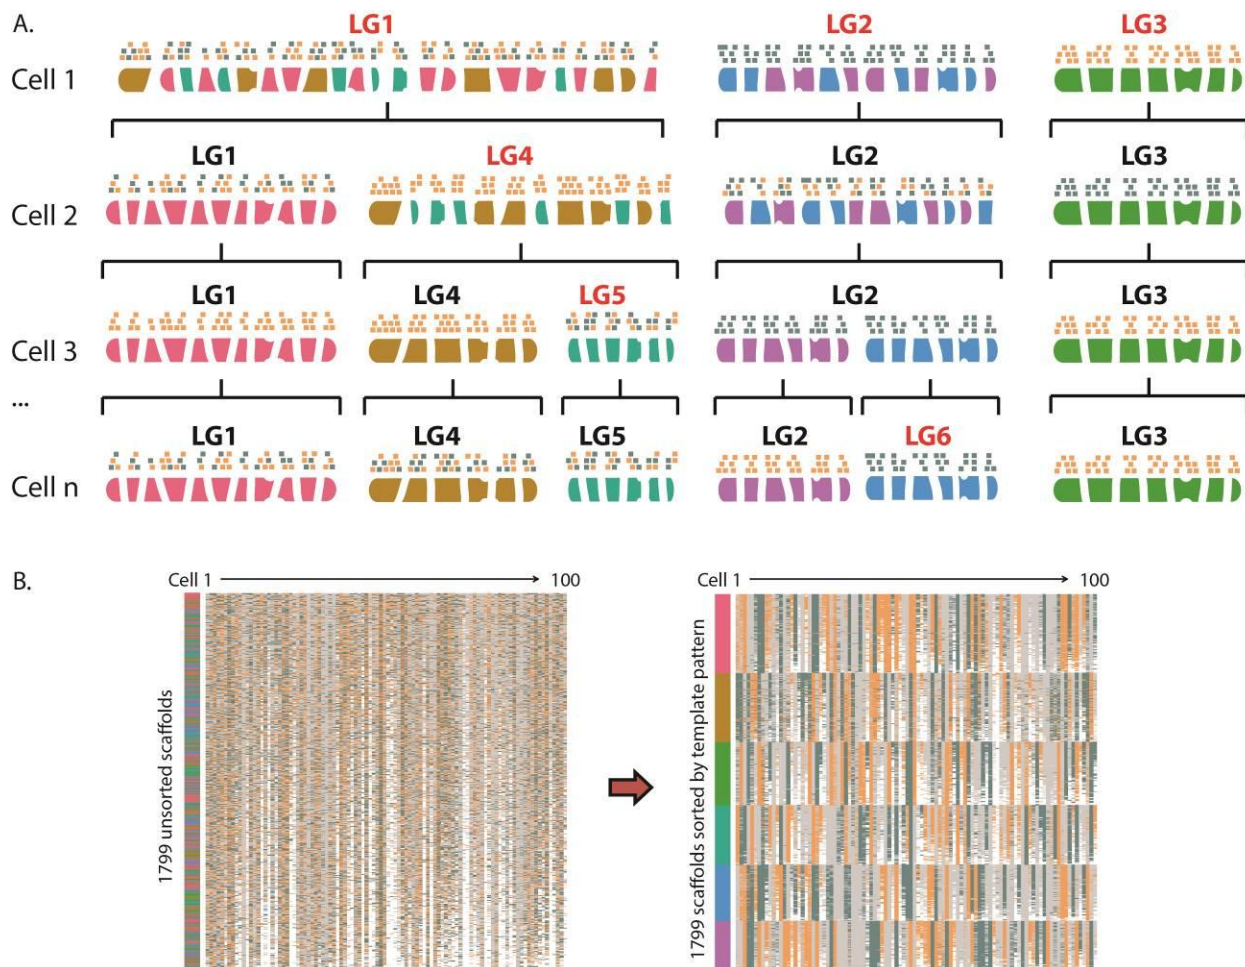 A.
LG1 LG2 LG3
Cell 1
LG1 LG4 LG2 LG3
Cell 2
LG1 LG4 LG5 LG2 LG3
Cell 3
...
LG1 LG4 LG5 LG2 LG6 LG3
Cell n
B.
Cell 1 100
1799 unsorted scaffolds
Cell 1 100
1799 scaffolds sorted by template pattern